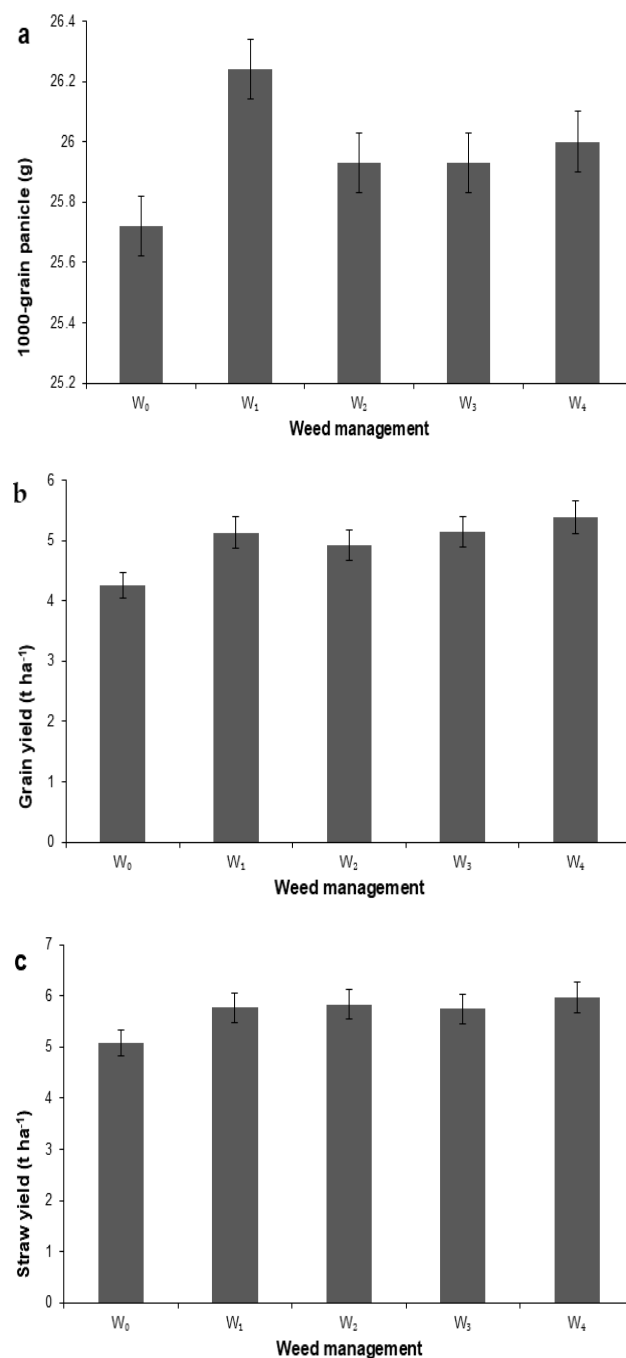 a
1000-grain panicle (g)
26.4
26.2
26
25.8
25.6
25.4
25.2
W₀ W₁ W₂ W₃ W₄
Weed management
b
Grain yield (t ha⁻¹)
6
5
4
3
2
1
0
W₀ W₁ W₂ W₃ W₄
Weed management
c
Straw yield (t ha⁻¹)
7
6
5
4
3
2
1
0
W₀ W₁ W₂ W₃ W₄
Weed management